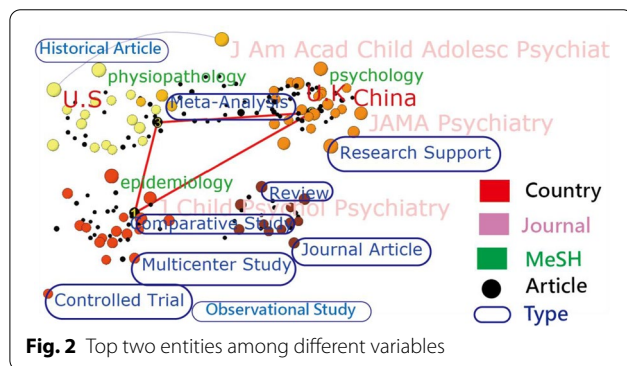 Historical Article
J Am Acad Child Adolesc Psychiat
physiopathology
psychology
U.S
Meta-Analysis
U.K
China
JAMA Psychiatry
Research Support
epidemiology
Review
J Child Psychol Psychiatry
Comparative Study
Journal Article
Multicenter Study
Controlled Trial
Observational Study
Country
Journal
MeSH
Article
Type
Fig. 2 Top two entities among different variables